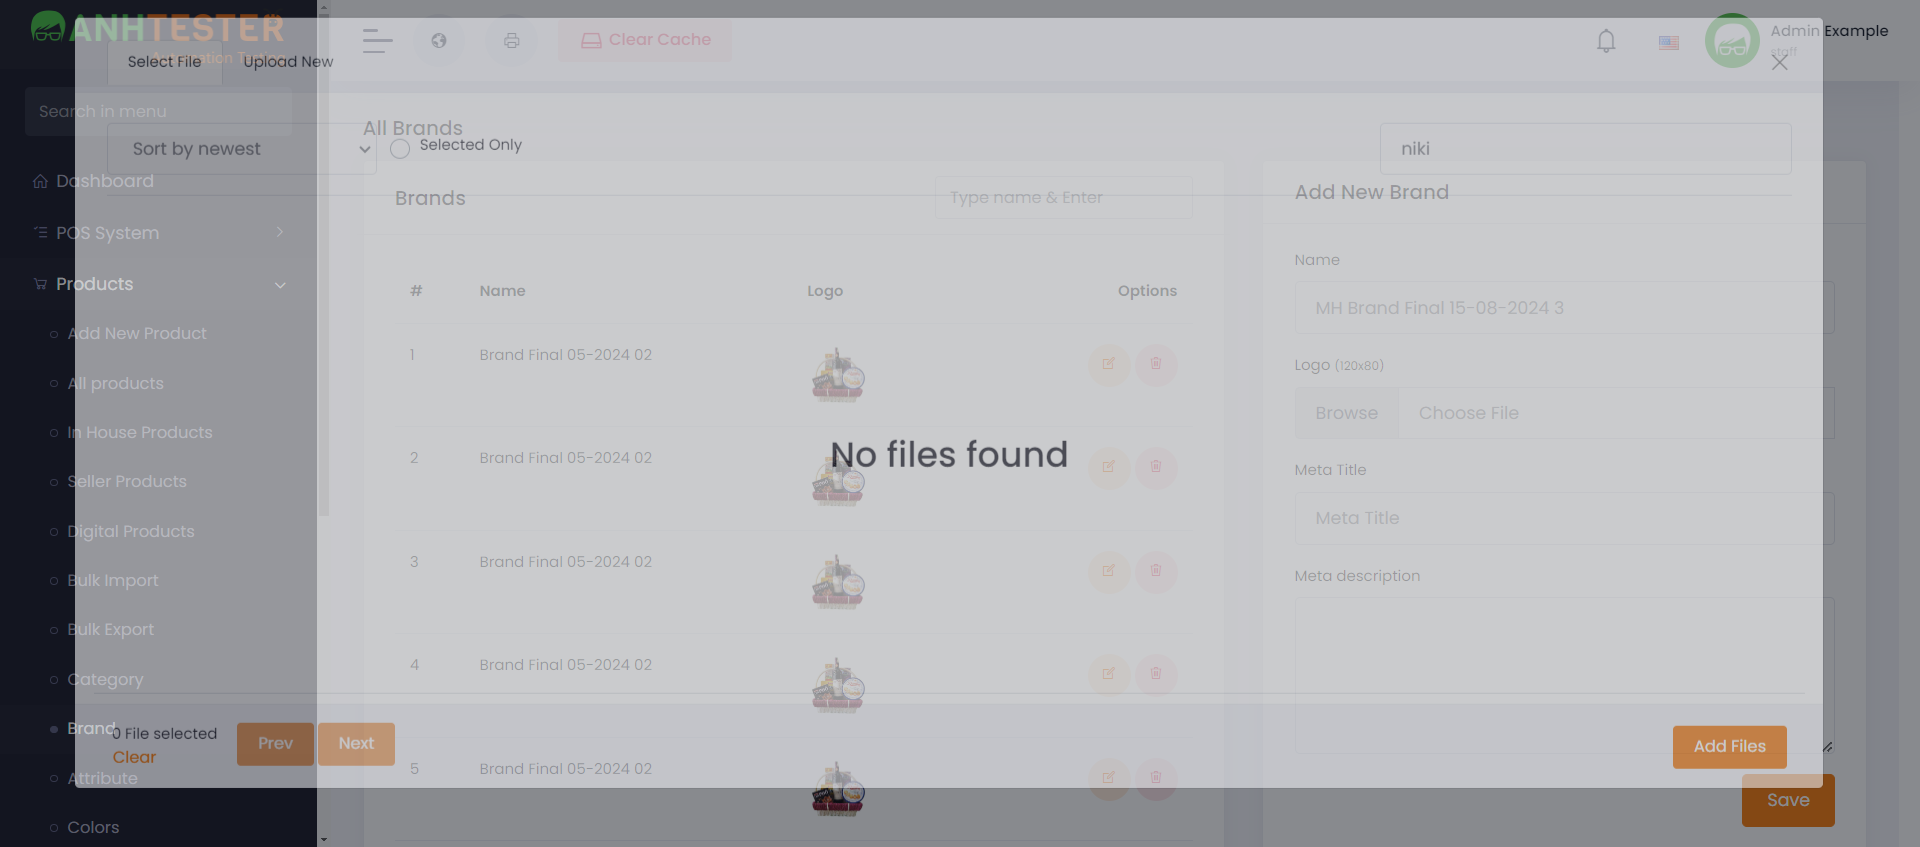 ANHTESTER
Automation Testing
Clear Cache
Admin Example
staff
Select File
Upload New
Search in menu
All Brands
Sort by newest
Selected Only
niki
Dashboard
POS System
Products
Add New Product
All products
In House Products
Seller Products
Digital Products
Bulk Import
Bulk Export
Category
Brand
Attribute
Colors
Brands
Type name & Enter
# Name Logo Options
1 Brand Final 05-2024 02
2 Brand Final 05-2024 02
3 Brand Final 05-2024 02
4 Brand Final 05-2024 02
5 Brand Final 05-2024 02
No files found
Add New Brand
Name
MH Brand Final 15-08-2024 3
Logo (120x80)
Browse Choose File
Meta Title
Meta Title
Meta description
0 File selected
Clear
Prev
Next
Add Files
Save